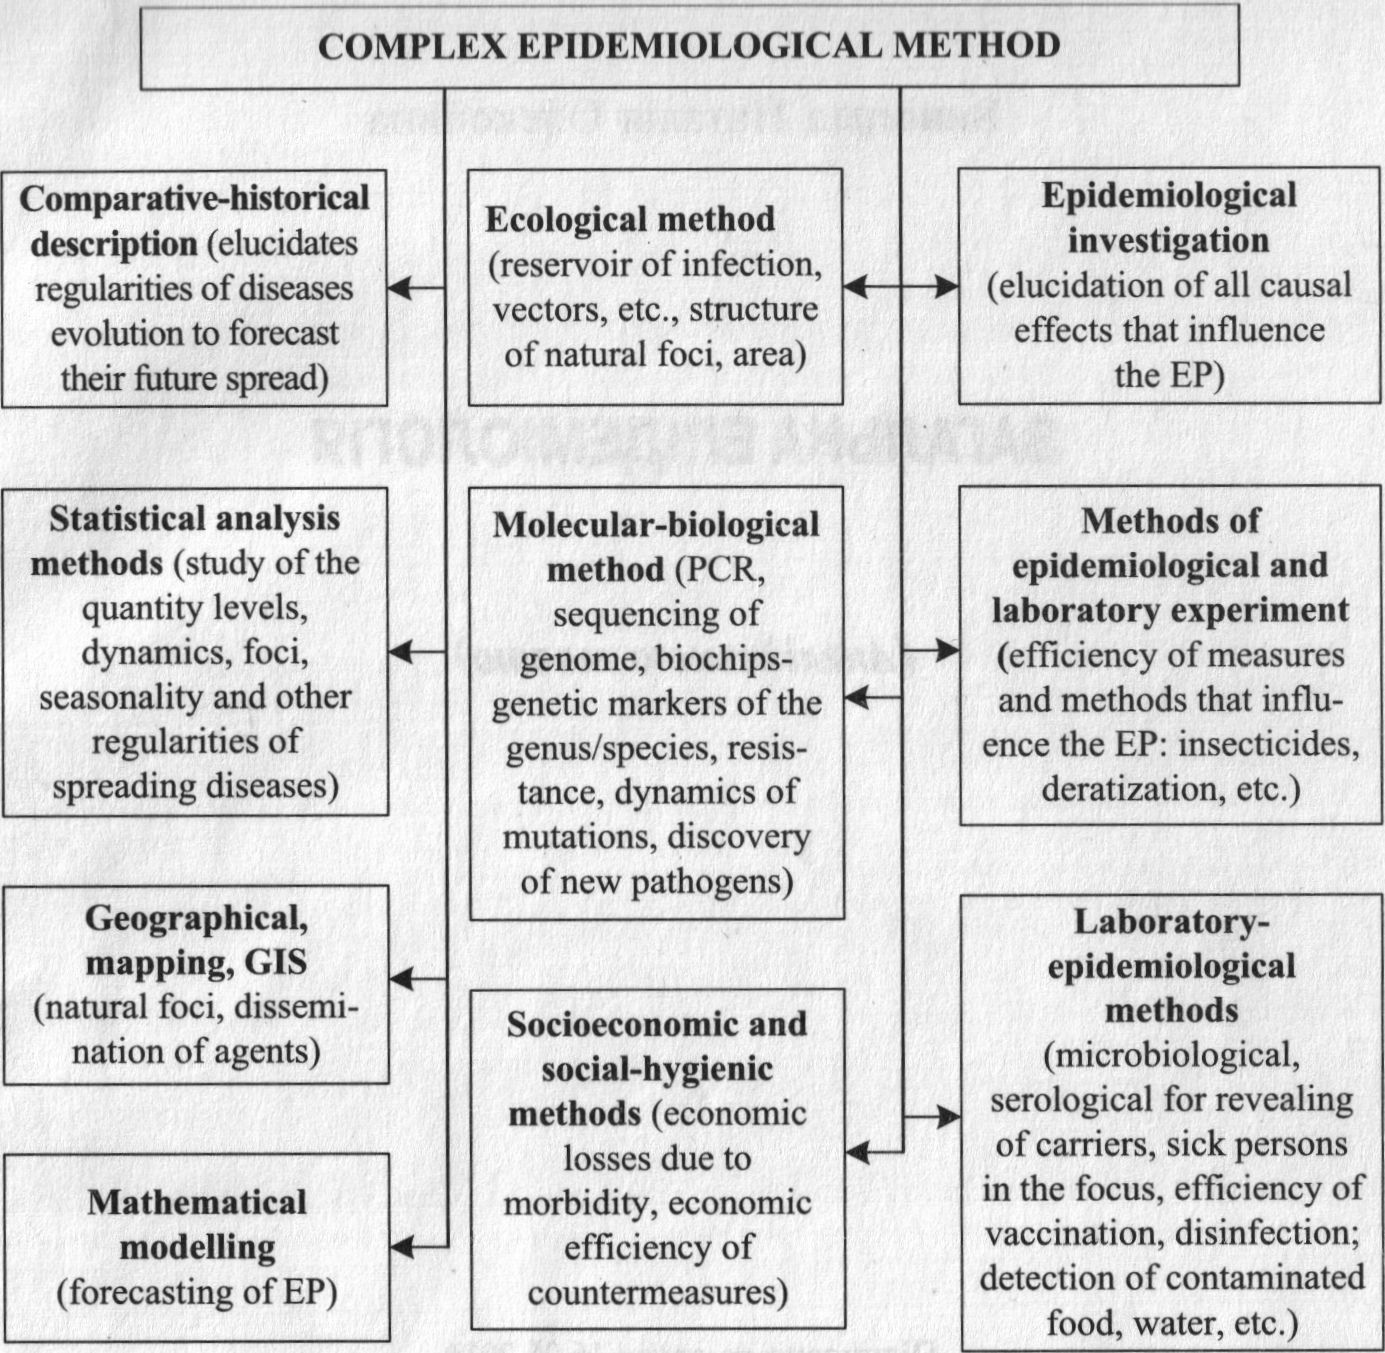 COMPLEX EPIDEMIOLOGICAL METHOD
Comparative-historical
description (elucidates
regularities of diseases
evolution to forecast
their future spread)
Ecological method
(reservoir of infection,
vectors, etc., structure
of natural foci, area)
Epidemiological
investigation
(elucidation of all causal
effects that influence
the EP)
Statistical analysis
methods (study of the
quantity levels,
dynamics, foci,
seasonality and other
regularities of
spreading diseases)
Molecular-biological
method (PCR,
sequencing of
genome, biochips-
genetic markers of the
genus/species, resis-
tance, dynamics of
mutations, discovery
of new pathogens)
Methods of
epidemiological and
laboratory experiment
(efficiency of measures
and methods that influ-
ence the EP: insecticides,
deratization, etc.)
Geographical,
mapping, GIS
(natural foci, dissemi-
nation of agents)
Socioeconomic and
social-hygienic
methods (economic
losses due to
morbidity, economic
efficiency of
countermeasures)
Laboratory-
epidemiological
methods
(microbiological,
serological for revealing
of carriers, sick persons
in the focus, efficiency of
vaccination, disinfection;
detection of contaminated
food, water, etc.)
Mathematical
modelling
(forecasting of EP)